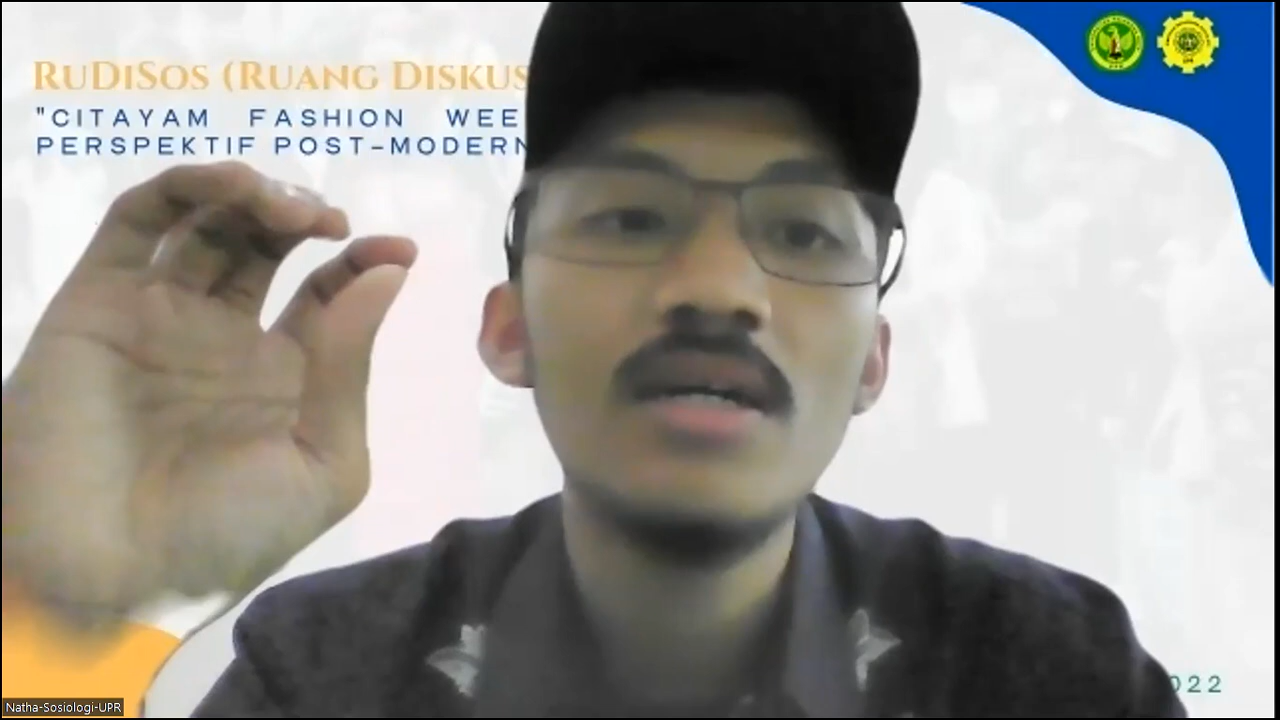 RuDiSos (Ruang Diskus
"CITAYAM FASHION WEE
PERSPEKTIF POST-MODERN
022
Natha-Sosiologi-UPR